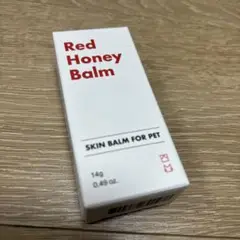 Red
Honey
Balm
SKIN BALM FOR PET
14g
0.49 oz.